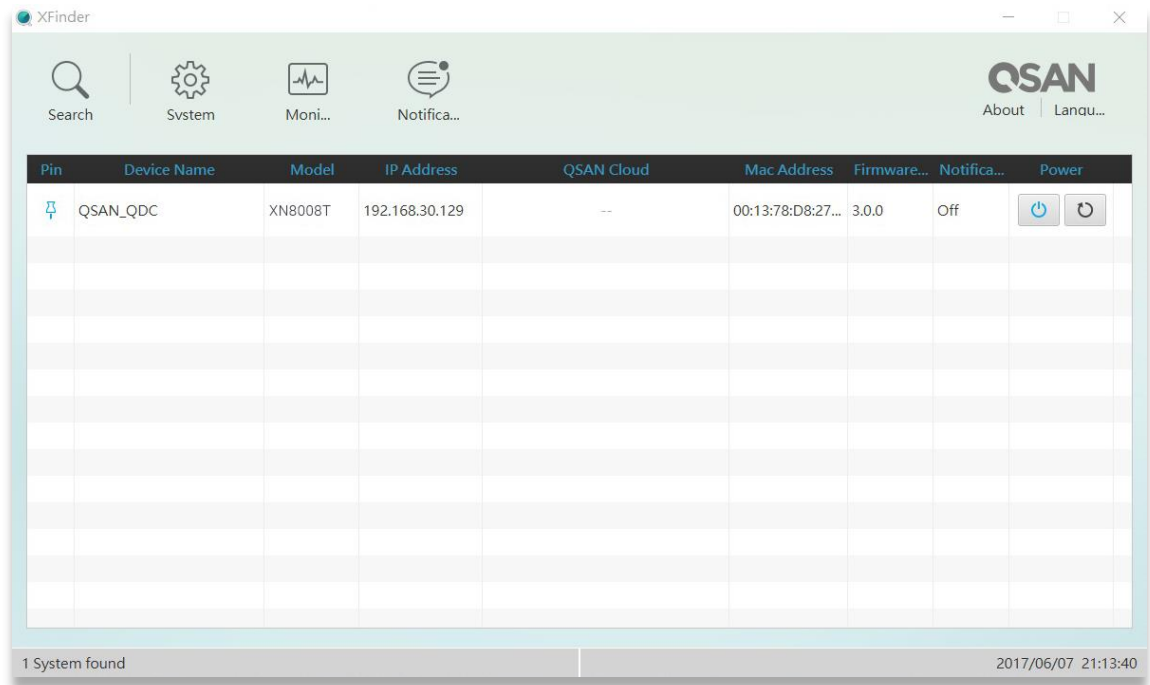 XFinder
Search System Moni... Notifica...
QSAN
About Langu...
Pin Device Name Model IP Address QSAN Cloud Mac Address Firmware... Notifica... Power
QSAN_QDC XN8008T 192.168.30.129 -- 00:13:78:D8:27... 3.0.0 Off
1 System found 2017/06/07 21:13:40